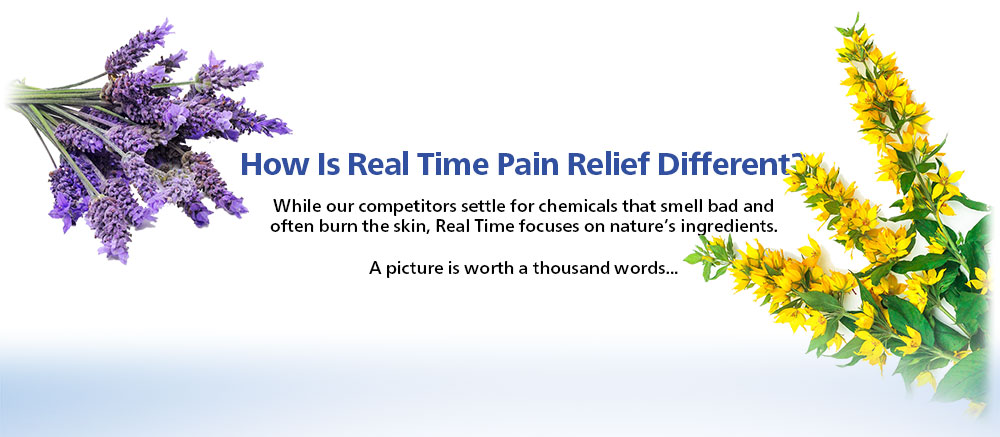 How Is Real Time Pain Relief Different?
While our competitors settle for chemicals that smell bad and
often burn the skin, Real Time focuses on nature’s ingredients.
A picture is worth a thousand words...